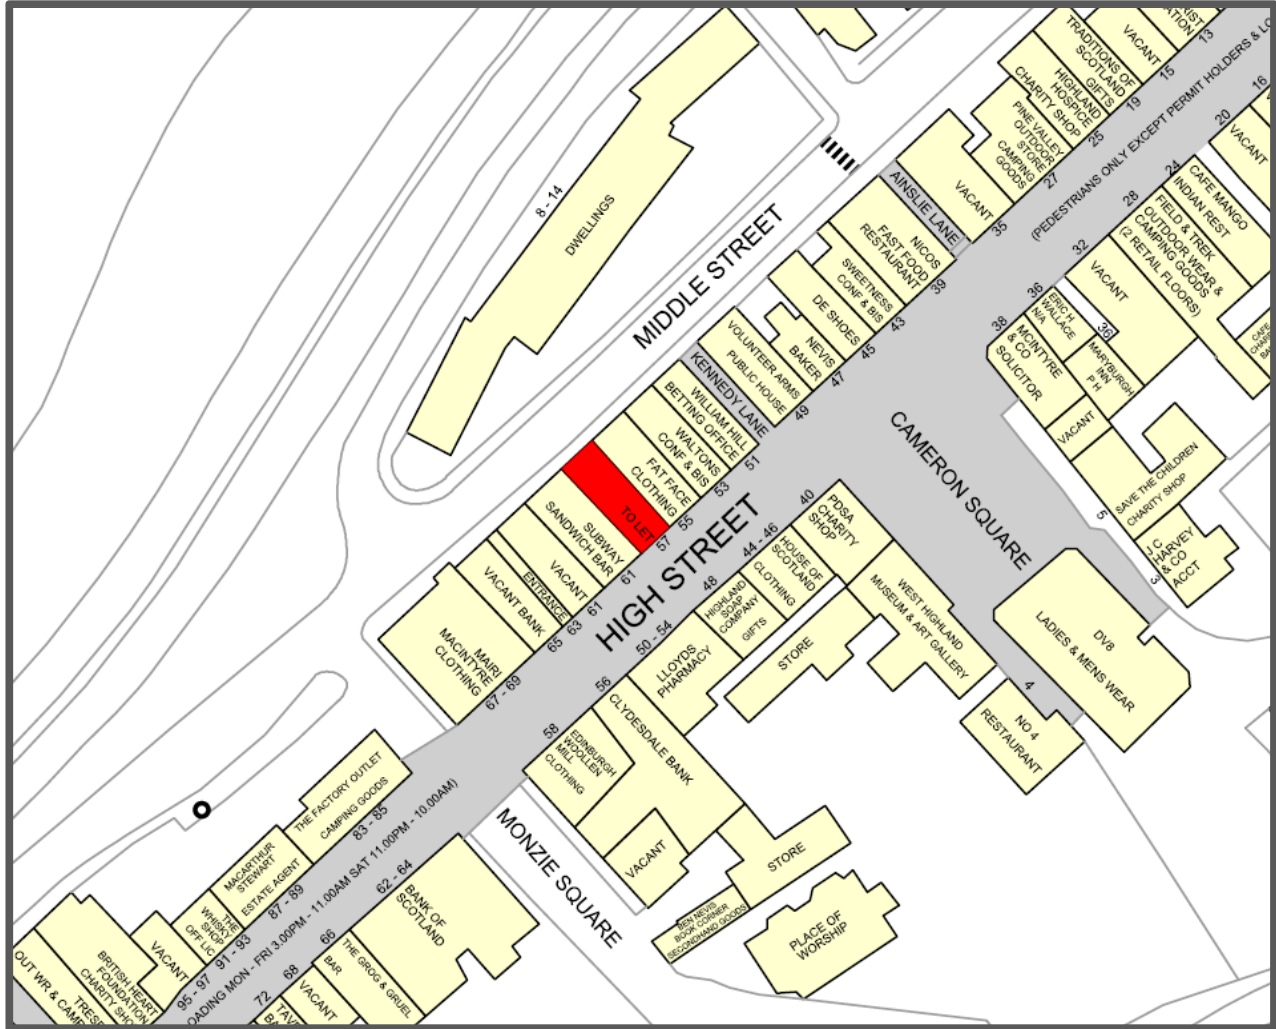 TRADITIONS OF
SCOTLAND
GIFTS
VACANT
13
15
19
HIGHLAND
HOSPICE
CHARITY SHOP
25
PINE VALLEY
OUTDOOR
STORE
CAMPING
GOODS
27
(PEDESTRIANS ONLY EXCEPT PERMIT HOLDERS &
16
20
VACANT
24
CAFE MANGO
INDIAN REST
28
FIELD & TREK
OUTDOOR WEAR &
CAMPING GOODS
(2 RETAIL FLOORS)
32
VACANT
8 - 14
DWELLINGS
AINSLIE LANE
VACANT
35
NICOS
FAST FOOD
RESTAURANT
39
SWEETNESS
CONF & BIS
43
DE SHOES
45
NEVIS
BAKER
47
MIDDLE STREET
VOLUNTEER ARMS
PUBLIC HOUSE
49
KENNEDY LANE
WILLIAM HILL
BETTING OFFICE
51
WALTONS
CONF & BIS
53
FAT FACE
CLOTHING
55
TO LET
57
SUBWAY
SANDWICH BAR
61
VACANT
61
ENTRANCE
63
VACANT BANK
65
MAIRI
MACINTYRE
CLOTHING
67 - 69
HIGH STREET
36
ERIC H
WALLACE
N/A
36
38
MCINTYRE
& CO
SOLICITOR
MARYBURGH
INN
P H
VACANT
CAMERON SQUARE
SAVE THE CHILDREN
CHARITY SHOP
5
J C
HARVEY
& CO
ACCT
3
DV8
LADIES & MENS WEAR
4
NO 4
RESTAURANT
40
PDSA
CHARITY
SHOP
WEST HIGHLAND
MUSEUM & ART GALLERY
44 - 46
HOUSE OF
SCOTLAND
CLOTHING
48
HIGHLAND
SOAP
COMPANY
GIFTS
STORE
50 - 54
LLOYDS
PHARMACY
56
CLYDESDALE BANK
58
EDINBURGH
WOOLLEN
MILL
CLOTHING
VACANT
STORE
BEN NEVIS
BOOK CORNER
SECONDHAND GOODS
PLACE OF
WORSHIP
MONZIE SQUARE
THE FACTORY OUTLET
CAMPING GOODS
83 - 85
MACARTHUR
STEWART
ESTATE AGENT
87 - 89
THE
WHISKY
SHOP
OFF LIC
91 - 93
VACANT
95 - 97
BRITISH HEART
FOUNDATION
CHARITY SHOP
OADING MON - FRI 3.00PM - 11.00AM SAT 11.00PM - 10.00AM)
62 - 64
BANK OF
SCOTLAND
66
THE GROG & GRUEL
BAR
68
VACANT
72
OUT WR &